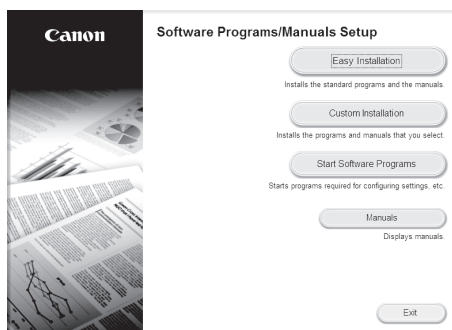 Canon
Software Programs/Manuals Setup
Easy Installation
Installs the standard programs and the manuals.
Custom Installation
Installs the programs and manuals that you select.
Start Software Programs
Starts programs required for configuring settings, etc.
Manuals
Displays manuals.
Exit